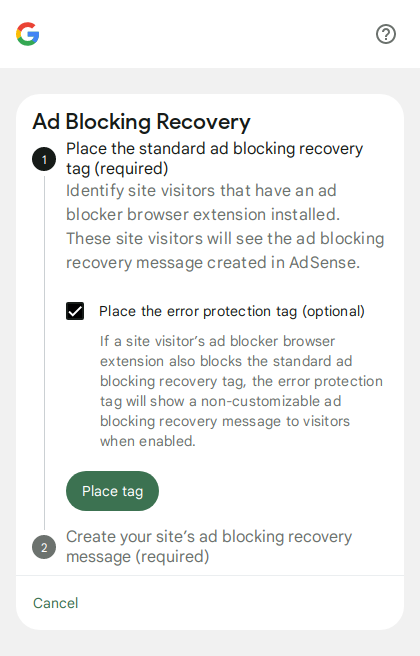 Ad Blocking Recovery
1
Place the standard ad blocking recovery
tag (required)
Identify site visitors that have an ad
blocker browser extension installed.
These site visitors will see the ad blocking
recovery message created in AdSense.
Place the error protection tag (optional)
If a site visitor’s ad blocker browser
extension also blocks the standard ad
blocking recovery tag, the error protection
tag will show a non-customizable ad
blocking recovery message to visitors
when enabled.
Place tag
2
Create your site’s ad blocking recovery
message (required)
Cancel